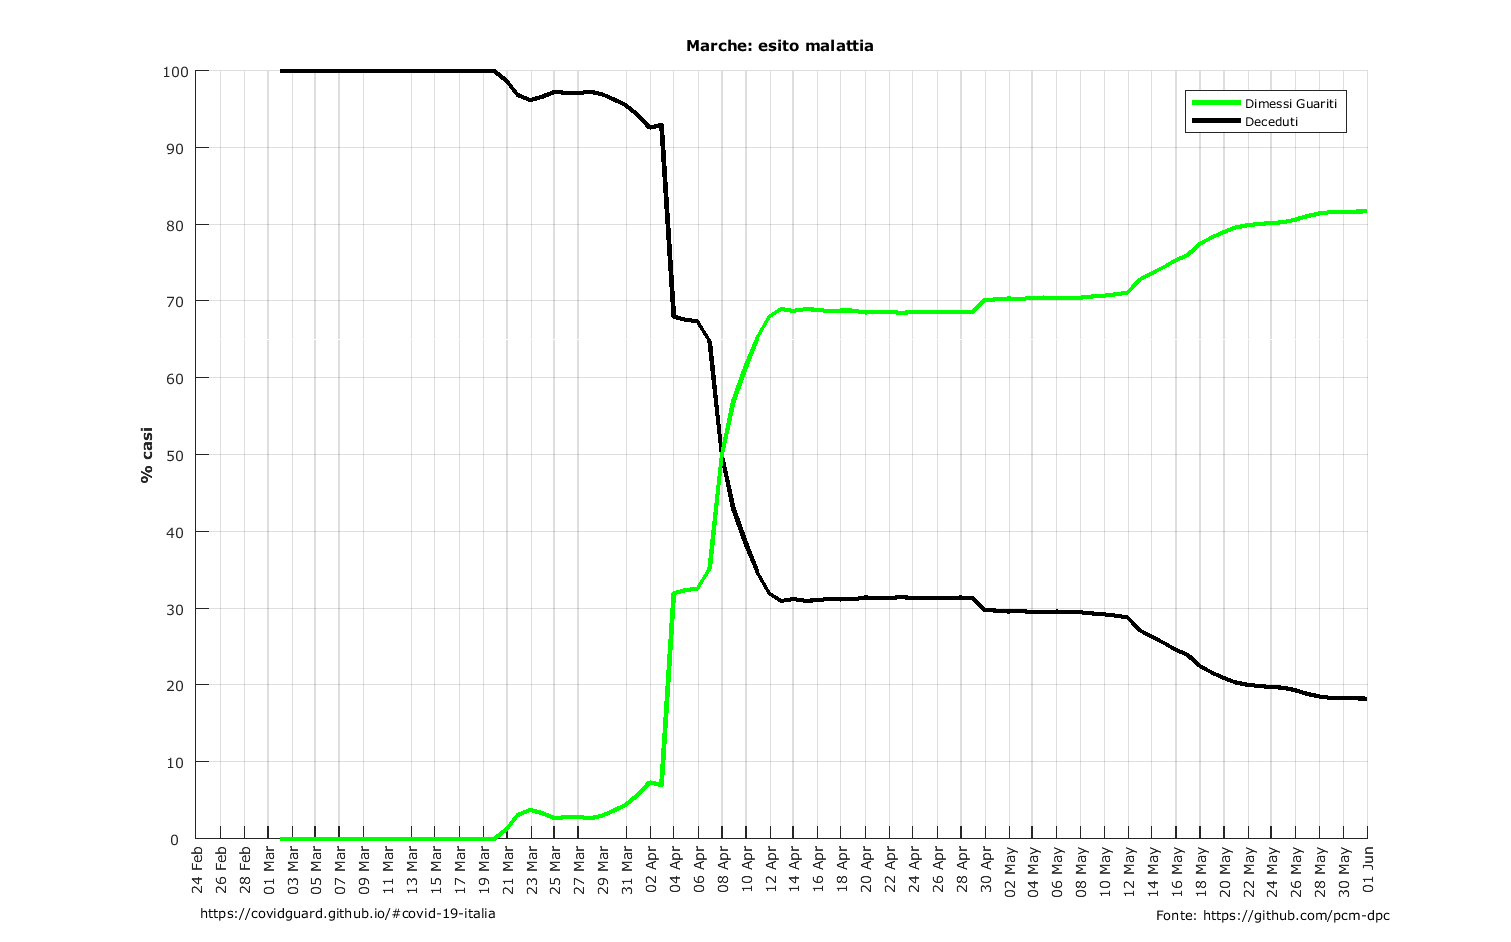 Marche: esito malattia
100
90
80
70
60
50
40
30
20
10
0
% casi
Dimessi Guariti
Deceduti
24 Feb
26 Feb
28 Feb
01 Mar
03 Mar
05 Mar
07 Mar
09 Mar
11 Mar
13 Mar
15 Mar
17 Mar
19 Mar
21 Mar
23 Mar
25 Mar
27 Mar
29 Mar
31 Mar
02 Apr
04 Apr
06 Apr
08 Apr
10 Apr
12 Apr
14 Apr
16 Apr
18 Apr
20 Apr
22 Apr
24 Apr
26 Apr
28 Apr
30 Apr
02 May
04 May
06 May
08 May
10 May
12 May
14 May
16 May
18 May
20 May
22 May
24 May
26 May
28 May
30 May
01 Jun
https://covidguard.github.io/#covid-19-italia
Fonte: https://github.com/pcm-dpc